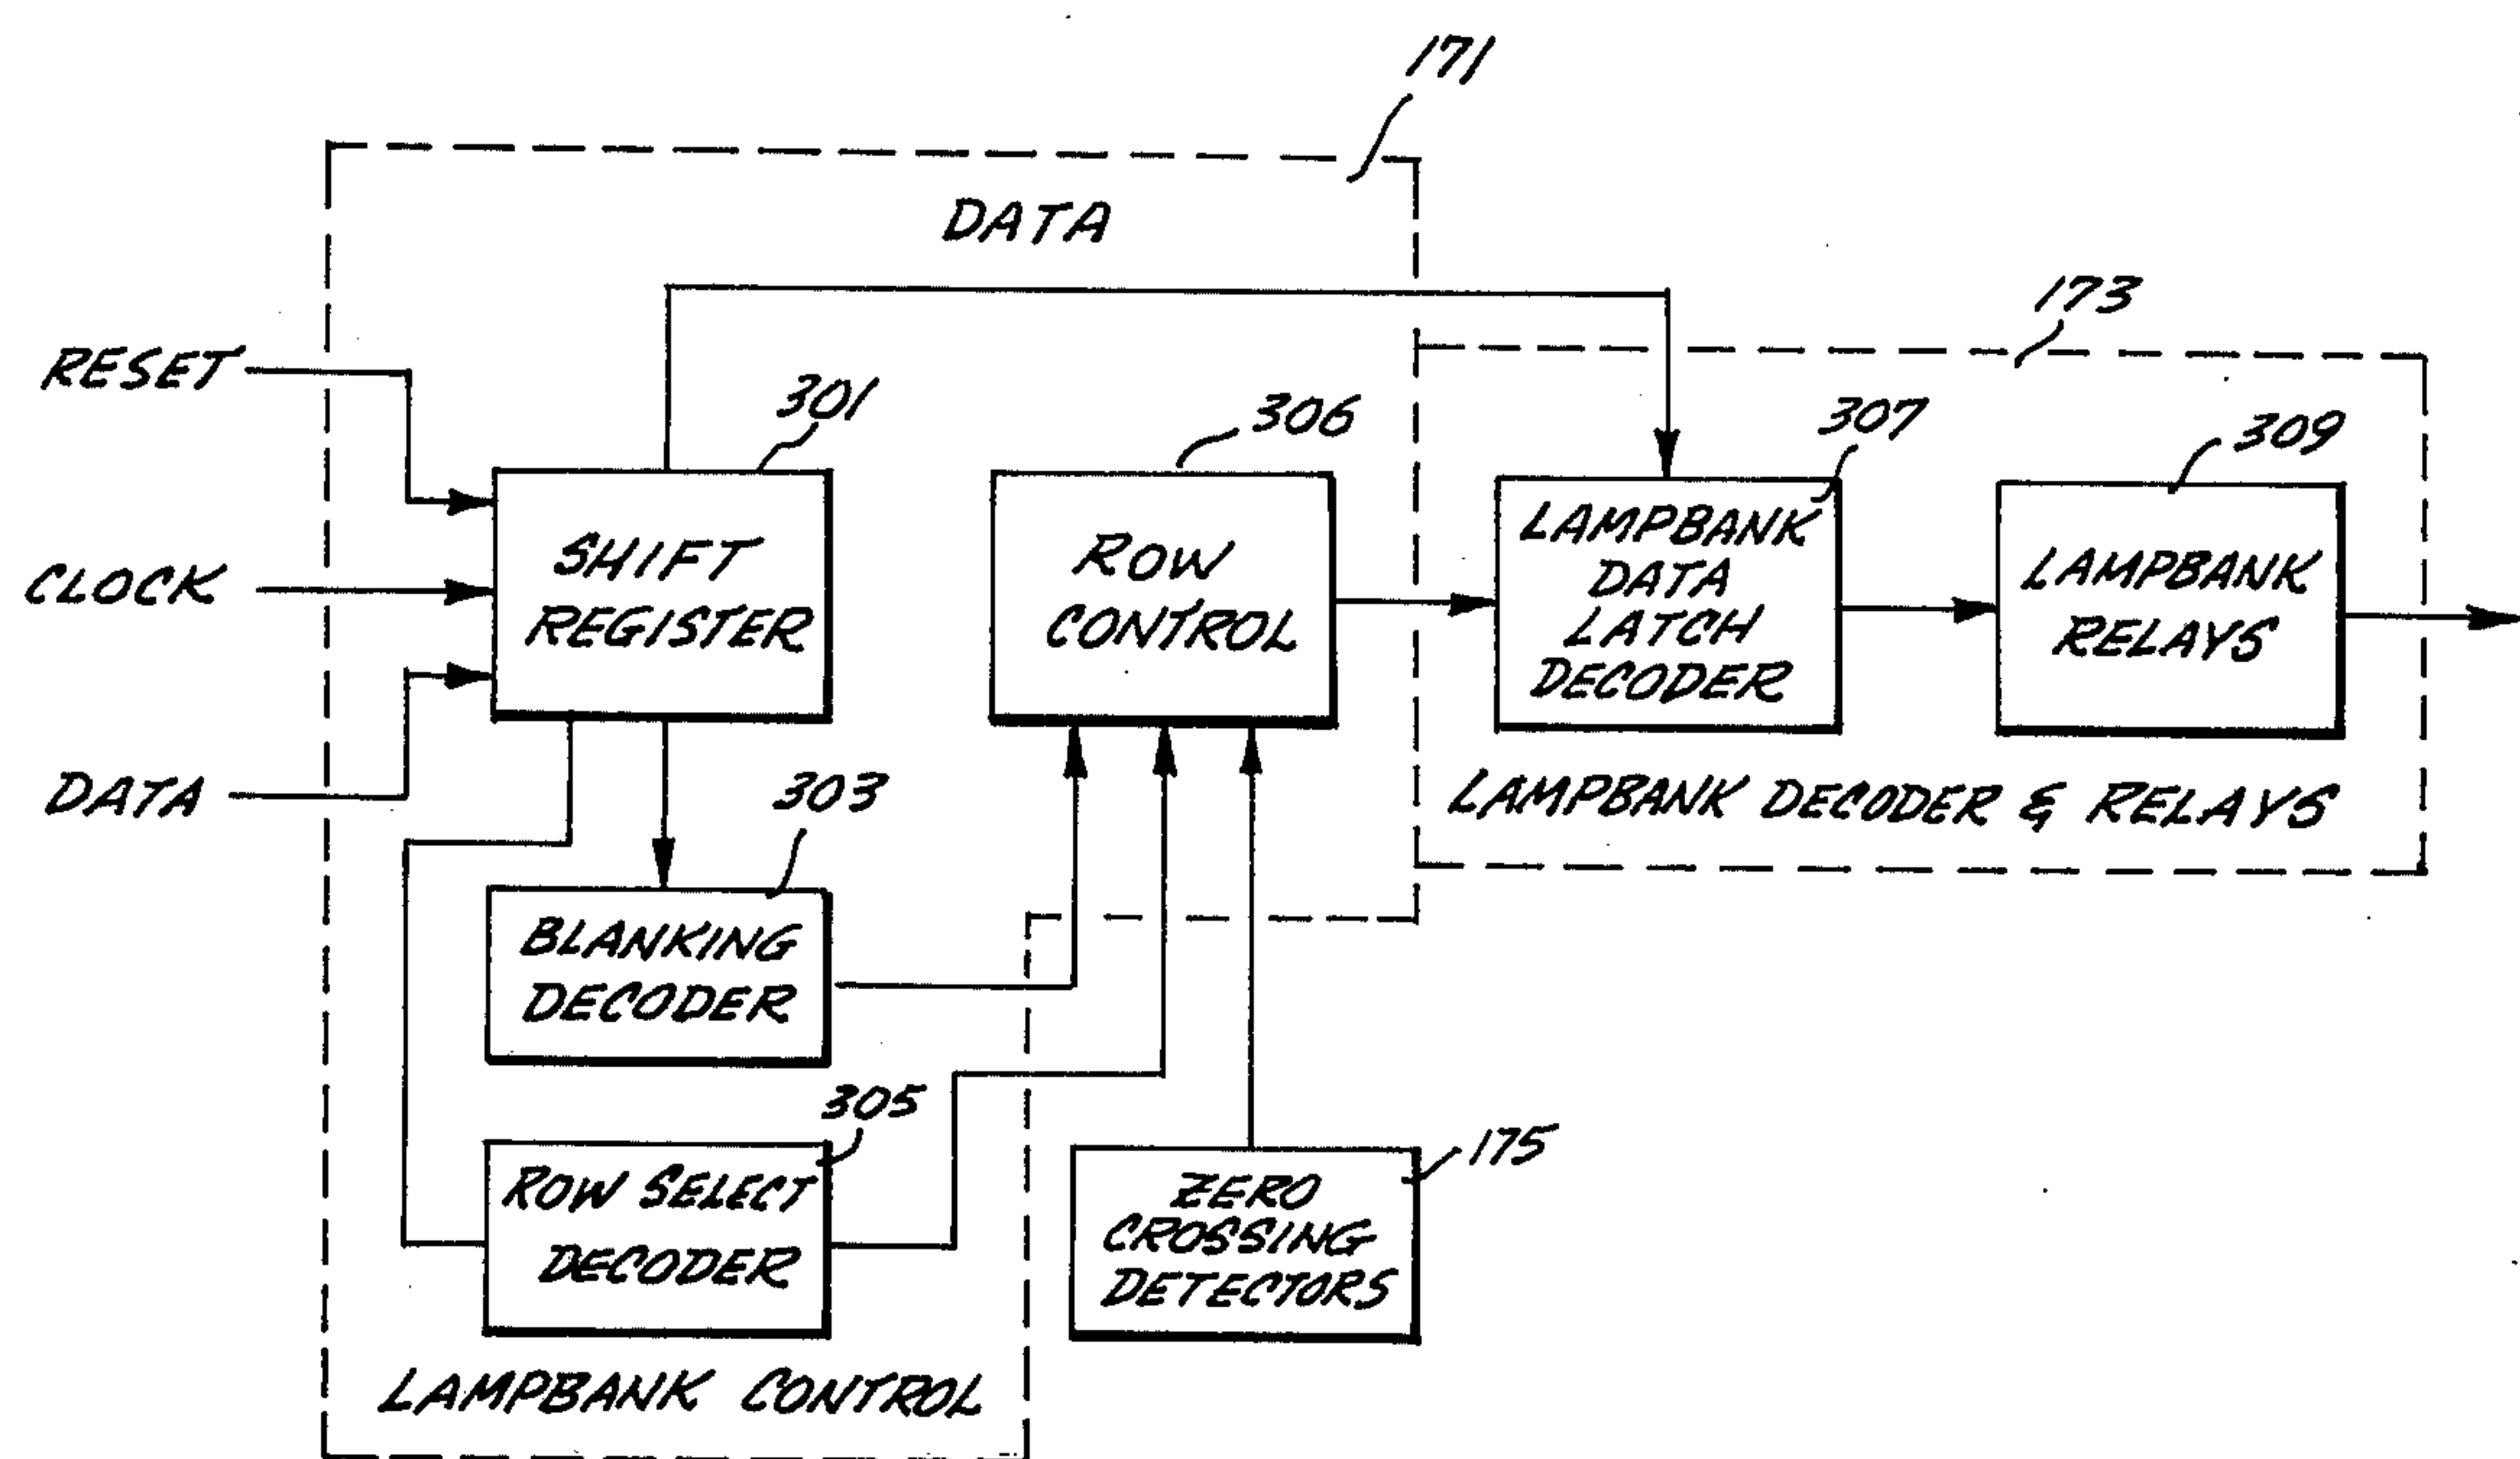 171
DATA
173
RESET
301
306
307
309
SHIFT
REGISTER
ROW
CONTROL
LAMPBANK
DATA
LATCH
DECODER
LAMPBANK
RELAYS
CLOCK
DATA
303
LAMPBANK DECODER & RELAYS
BLANKING
DECODER
305
175
ROW SELECT
DECODER
ZERO
CROSSING
DETECTORS
LAMPBANK CONTROL